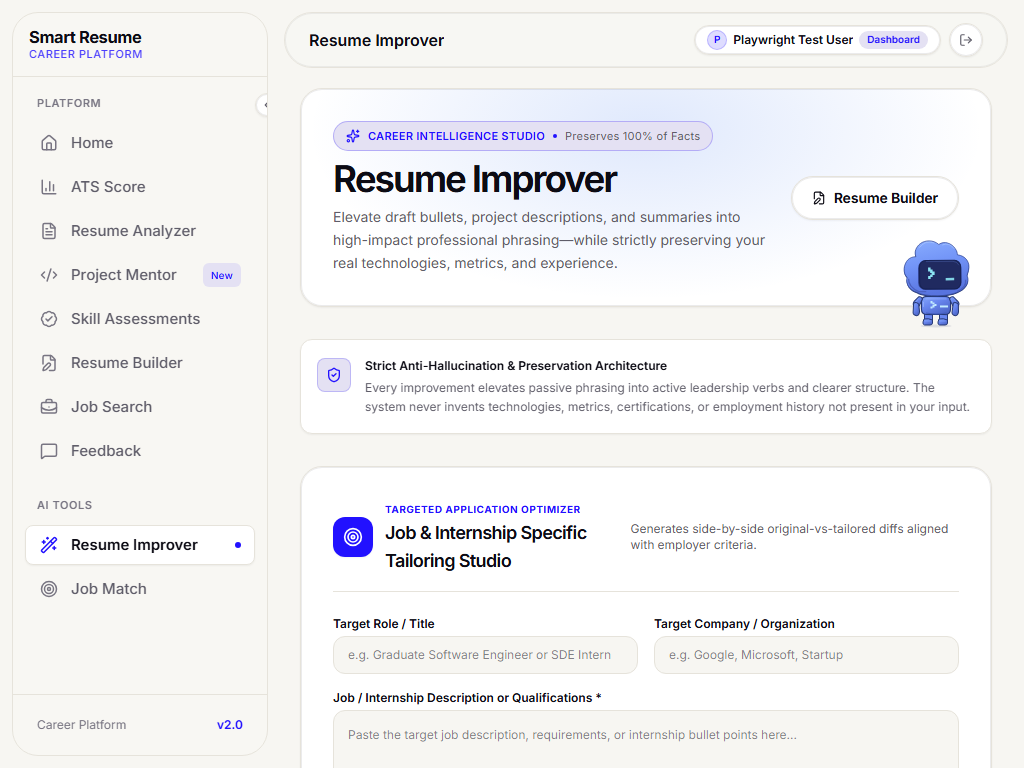 Smart Resume
CAREER PLATFORM
PLATFORM
Home
ATS Score
Resume Analyzer
Project Mentor
New
Skill Assessments
Resume Builder
Job Search
Feedback
AI TOOLS
Resume Improver
Job Match
Career Platform
v2.0
Resume Improver
P
Playwright Test User
Dashboard
CAREER INTELLIGENCE STUDIO • Preserves 100% of Facts
Resume Improver
Elevate draft bullets, project descriptions, and summaries into
high-impact professional phrasing—while strictly preserving your
real technologies, metrics, and experience.
Resume Builder
Strict Anti-Hallucination & Preservation Architecture
Every improvement elevates passive phrasing into active leadership verbs and clearer structure. The
system never invents technologies, metrics, certifications, or employment history not present in your input.
TARGETED APPLICATION OPTIMIZER
Job & Internship Specific
Tailoring Studio
Generates side-by-side original-vs-tailored diffs aligned
with employer criteria.
Target Role / Title
e.g. Graduate Software Engineer or SDE Intern
Target Company / Organization
e.g. Google, Microsoft, Startup
Job / Internship Description or Qualifications *
Paste the target job description, requirements, or internship bullet points here...